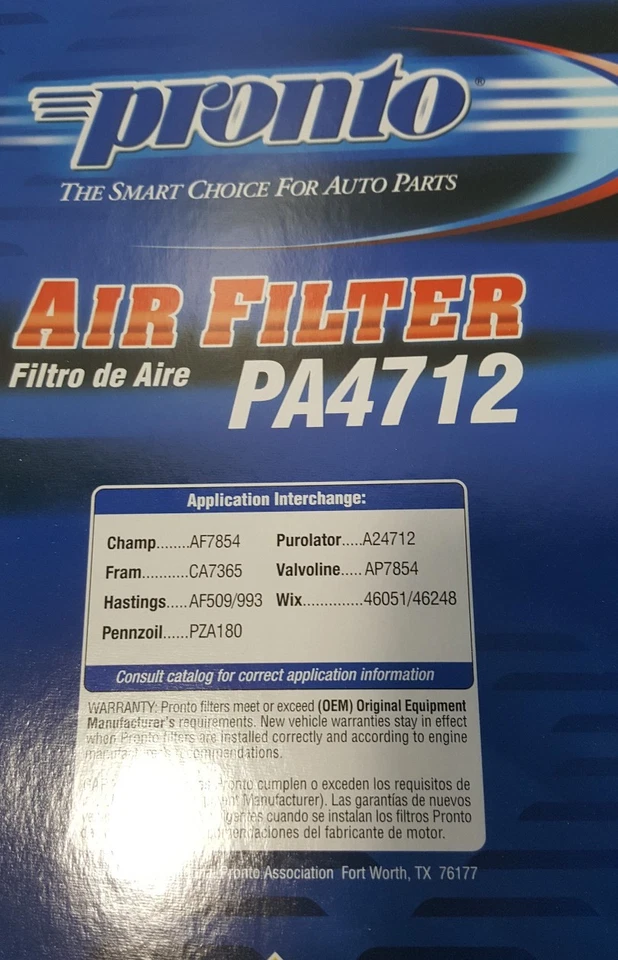 pronto®
THE SMART CHOICE FOR AUTO PARTS
AIR FILTER
Filtro de Aire
PA4712
Application Interchange:
Champ........AF7854 Purolator.....A24712
Fram...........CA7365 Valvoline.....AP7854
Hastings.....AF509/993 Wix..............46051/46248
Pennzoil......PZA180
Consult catalog for correct application information
WARRANTY: Pronto filters meet or exceed (OEM) Original Equipment
Manufacturer's requirements. New vehicle warranties stay in effect
when Pronto filters are installed correctly and according to engine
Pronto cumplen o exceden los requisitos de
Manufacturer). Las garantías de nuevos
cuando se instalan los filtros Pronto
del fabricante de motor.
Pronto Association Fort Worth, TX 76177